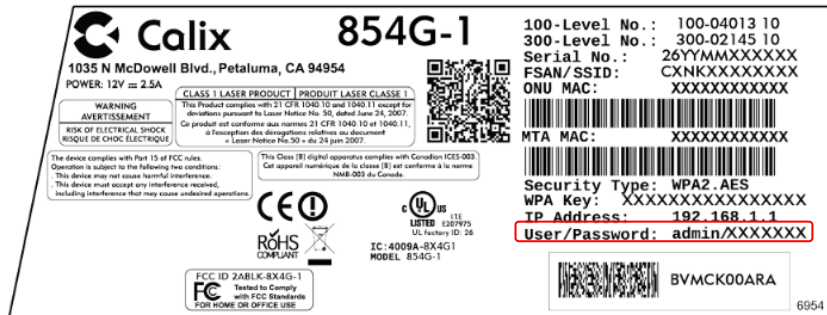 Calix
854G-1
1035 N McDowell Blvd., Petaluma, CA 94954
POWER: 12V ⎓ 2.5A
WARNING
AVERTISSEMENT
RISK OF ELECTRICAL SHOCK
RISQUE DE CHOC ÉLECTRIQUE
CLASS 1 LASER PRODUCT | PRODUIT LASER CLASSE 1
This Product complies with 21 CFR 1040.10 and 1040.11 except for
deviations pursuant to Laser Notice No. 50, dated June 24, 2007.
Ce produit est conforme aux normes 21 CFR 1040.10 et 1040.11,
à l'exception des dérogations relatives au document
« Laser Notice No.50 » du 24 juin 2007.
The device complies with Part 15 of FCC rules.
Operation is subject to the following two conditions:
. This device may not cause harmful interference.
. This device must accept any interference received,
including interference that may cause undesired operations.
This Class [B] digital apparatus complies with Canadian ICES-003.
Cet appareil numérique de la classe [B] est conforme à la norme
NMB-003 du Canada.
CE
RoHS
COMPLIANT
C UL US
LISTED
ITE
E207975
UL factory ID: 26
IC: 4009A-8X4G1
MODEL 854G-1
FCC ID 2ABLK-8X4G-1
FC Tested to Comply
with FCC Standards
FOR HOME OR OFFICE USE
100-Level No.: 100-04013 10
300-Level No.: 300-02145 10
Serial No.: 26YYMMXXXXXX
FSAN/SSID: CXNKXXXXXXXX
ONU MAC: XXXXXXXXXXXX
MTA MAC: XXXXXXXXXXXX
Security Type: WPA2.AES
WPA Key: XXXXXXXXXXXXXXXX
IP Address: 192.168.1.1
User/Password: admin/XXXXXXX
BVMCK00ARA
6954